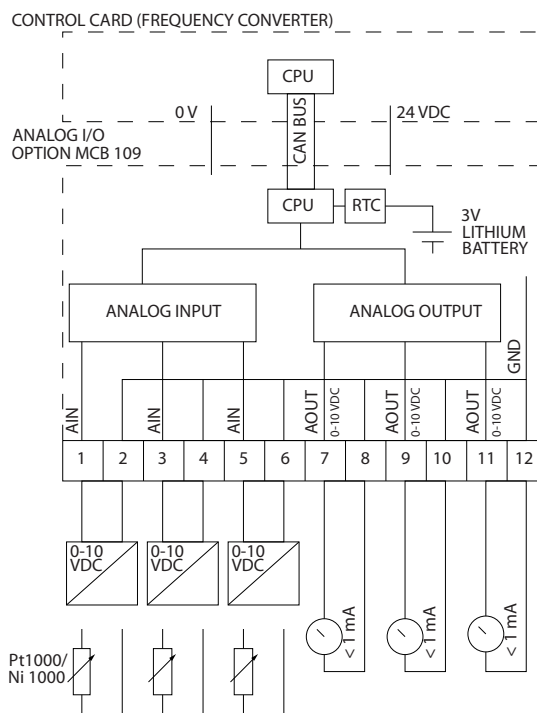 CONTROL CARD (FREQUENCY CONVERTER)
CPU
0 V
24 VDC
CAN BUS
ANALOG I/O
OPTION MCB 109
CPU
RTC
3V
LITHIUM
BATTERY
ANALOG INPUT
ANALOG OUTPUT
GND
AIN
AIN
AIN
AOUT
0-10 VDC
AOUT
0-10 VDC
AOUT
0-10 VDC
1 2 3 4 5 6 7 8 9 10 11 12
0-10
VDC
0-10
VDC
0-10
VDC
< 1 mA
< 1 mA
< 1 mA
Pt1000/
Ni 1000